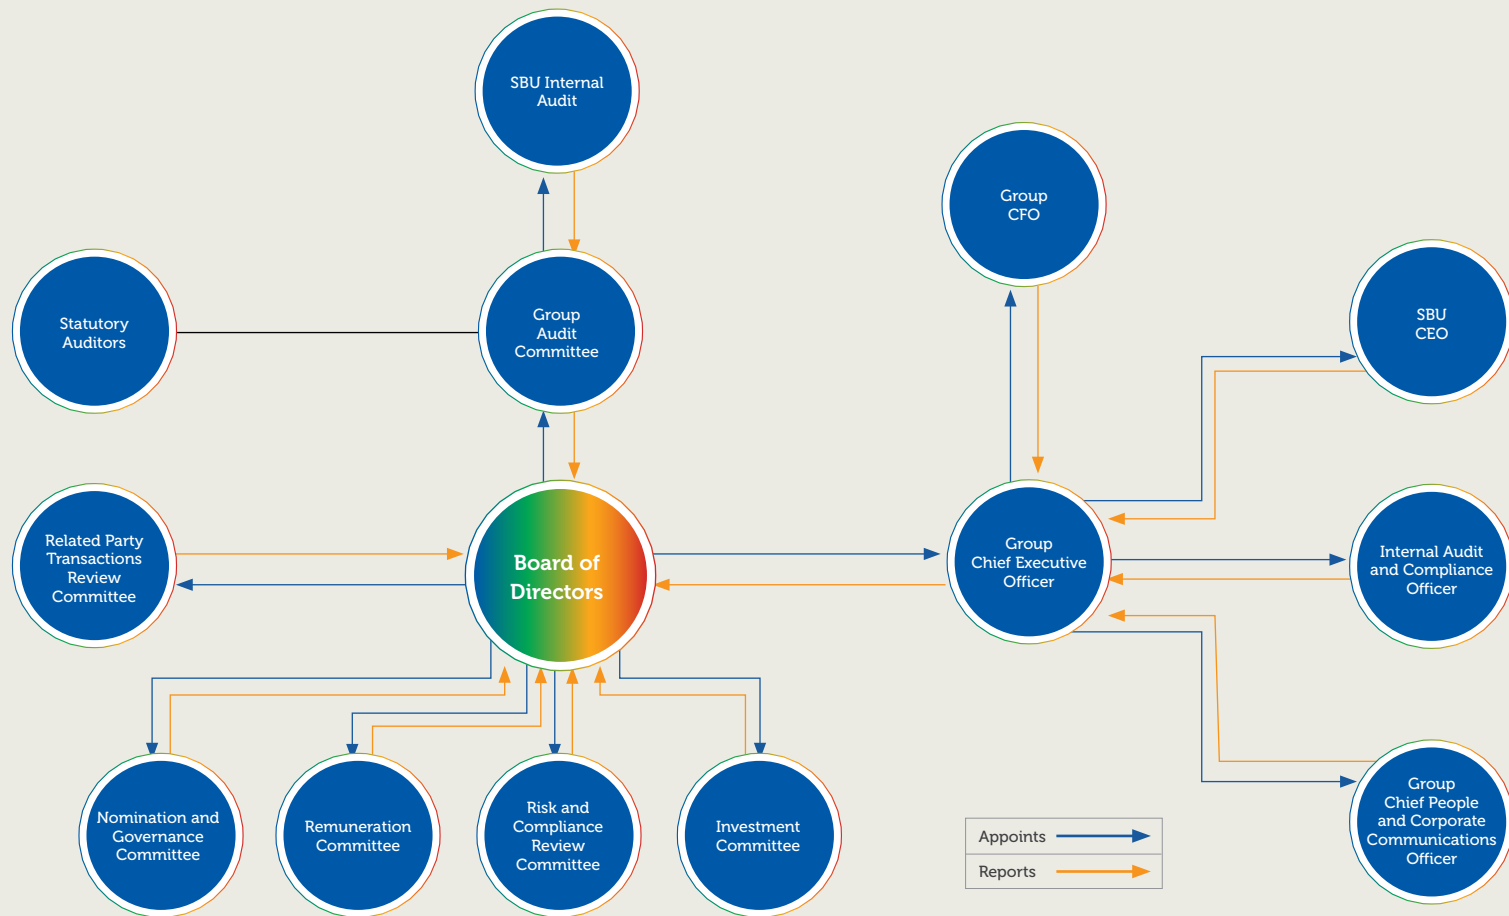 SBU Internal
Audit
Group
CFO
Statutory
Auditors
Group
Audit
Committee
SBU
CEO
Related Party
Transactions
Review
Committee
Board of
Directors
Group
Chief Executive
Officer
Internal Audit
and Compliance
Officer
Nomination and
Governance
Committee
Remuneration
Committee
Risk and
Compliance
Review
Committee
Investment
Committee
Group
Chief People
and Corporate
Communications
Officer
Appoints
Reports